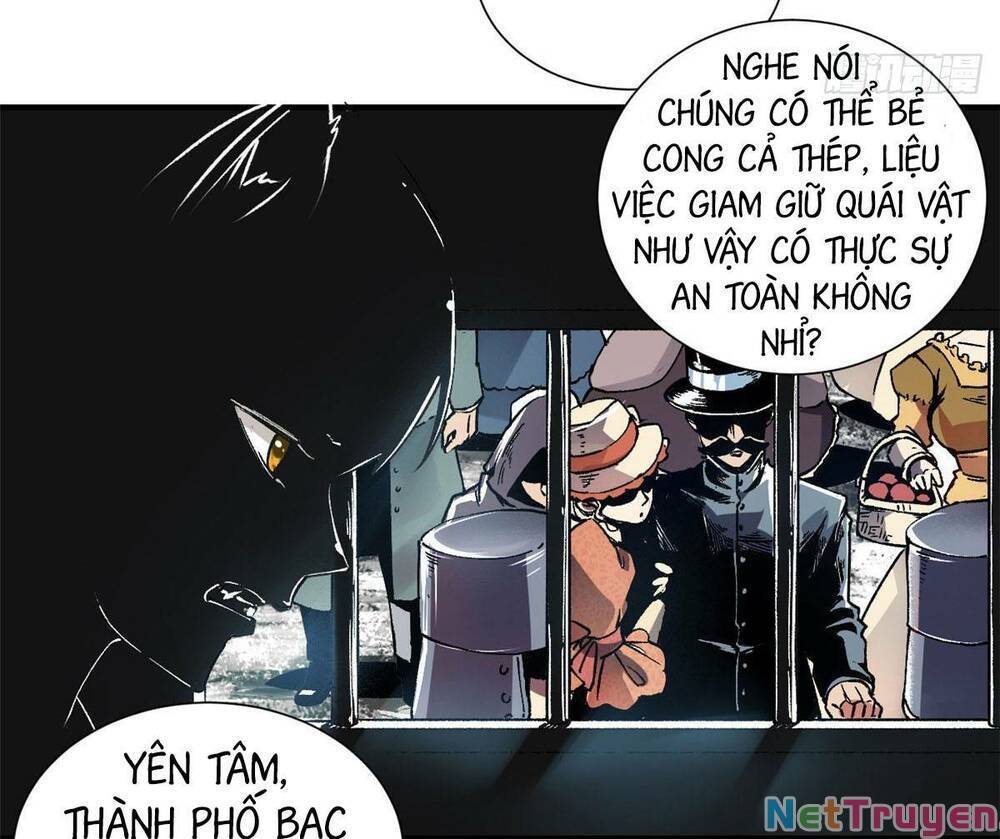 NGHE NÓI
CHÚNG CÓ THỂ BẺ
CONG CẢ THÉP, LIỆU
VIỆC GIAM GIỮ QUÁI VẬT
NHƯ VẬY CÓ THỰC SỰ
AN TOÀN KHÔNG
NHỈ?
YÊN TÂM,
THÀNH PHỐ BẠC
NetTruyen